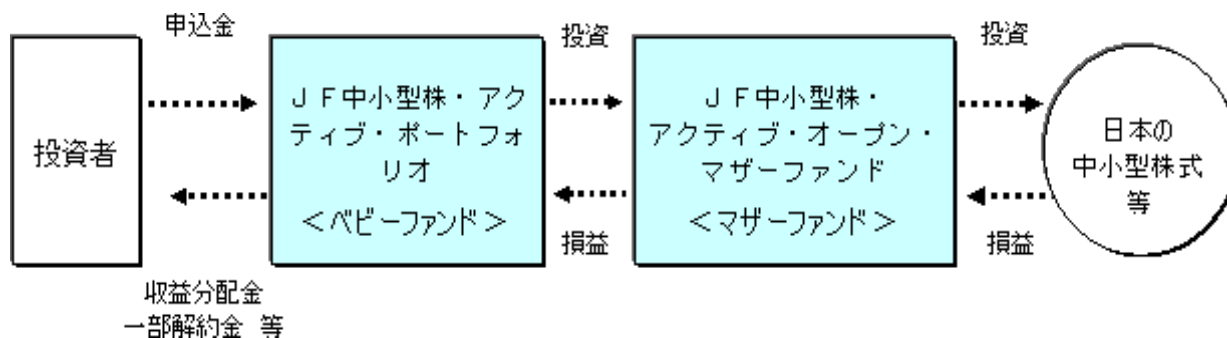 申込金
投資
投資
投資者
ＪＦ中小型株・アク
ティブ・ポートフォ
リオ
＜ベビーファンド＞
ＪＦ中小型株・
アクティブ・オープン・
マザーファンド
＜マザーファンド＞
日本の
中小型株式
等
損益
損益
収益分配金
一部解約金 等